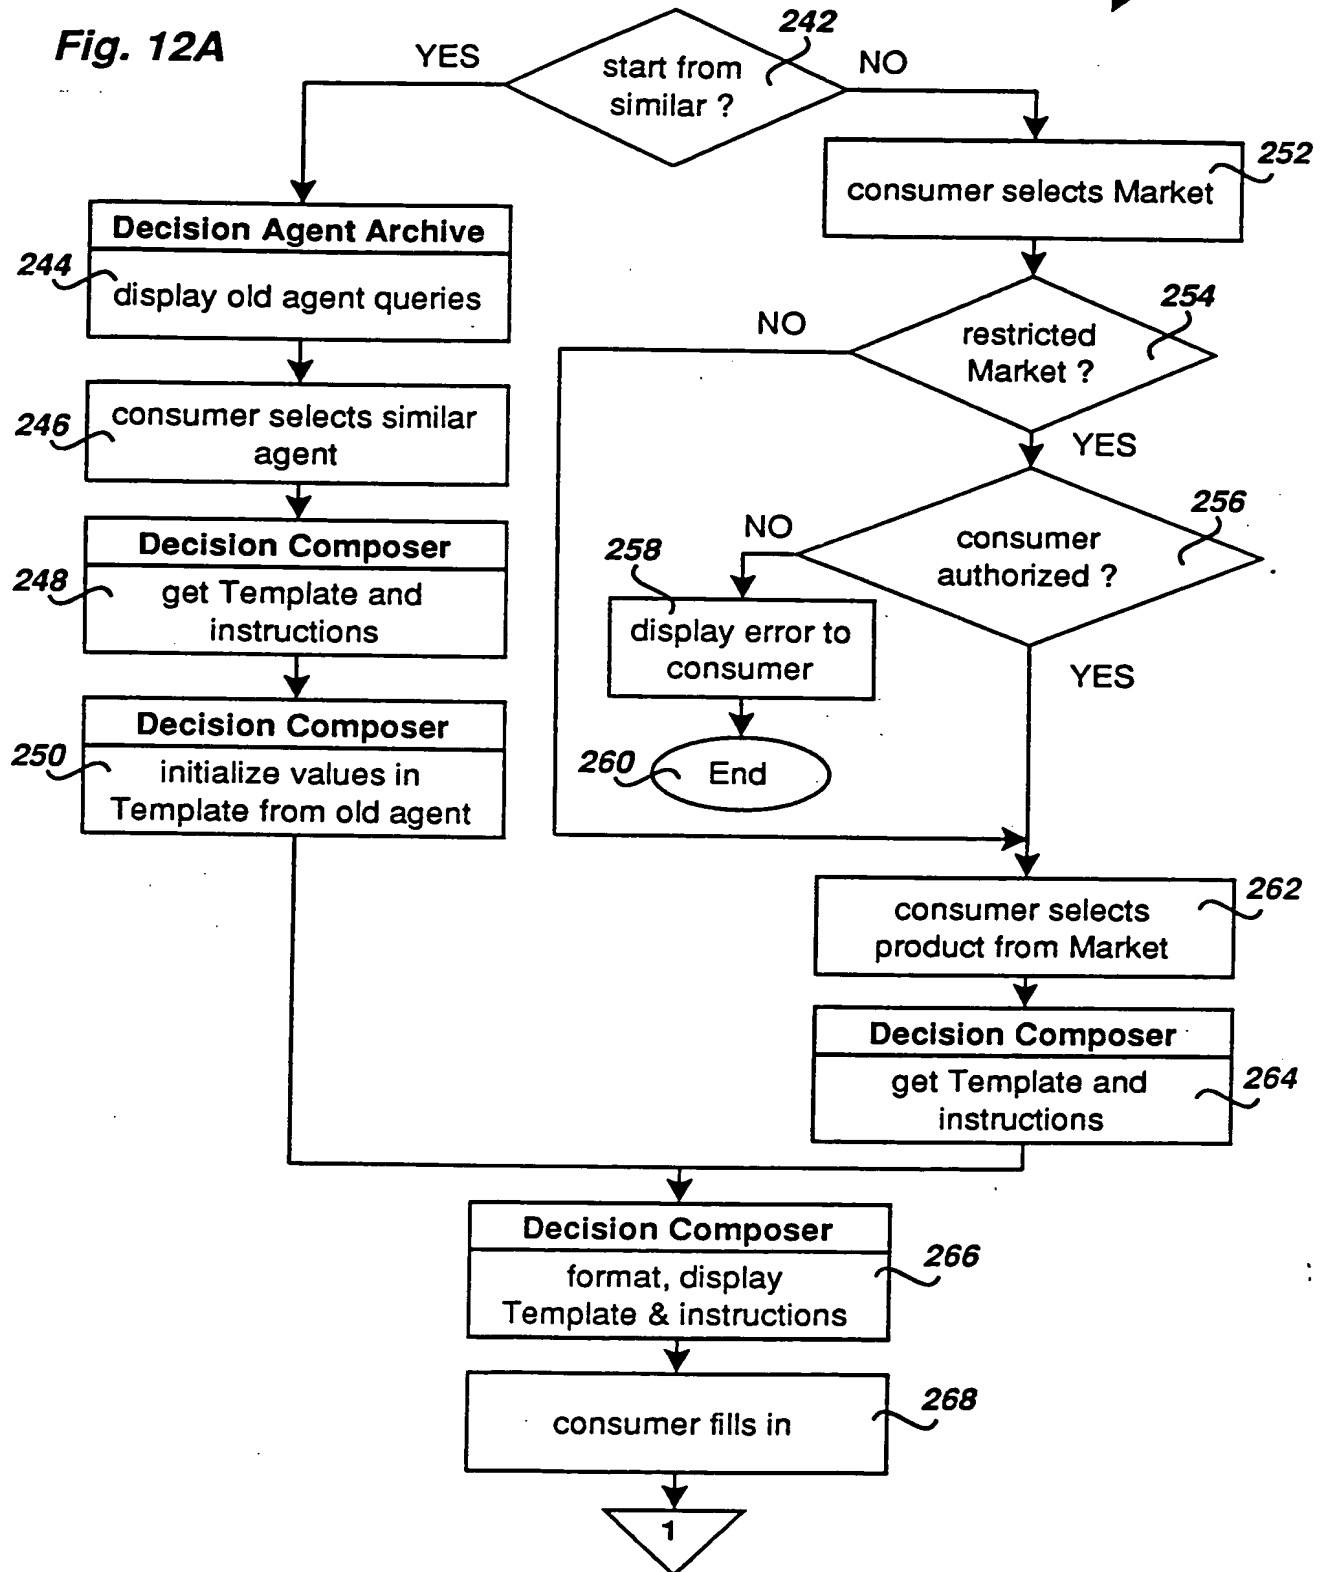 Fig. 12A
YES
start from
similar ?
242
NO
consumer selects Market
252
Decision Agent Archive
display old agent queries
244
restricted
Market ?
254
NO
YES
consumer selects similar
agent
246
consumer
authorized ?
256
NO
YES
258
display error to
consumer
260
End
Decision Composer
get Template and
instructions
248
Decision Composer
initialize values in
Template from old agent
250
consumer selects
product from Market
262
Decision Composer
get Template and
instructions
264
Decision Composer
format, display
Template & instructions
266
consumer fills in
268
1